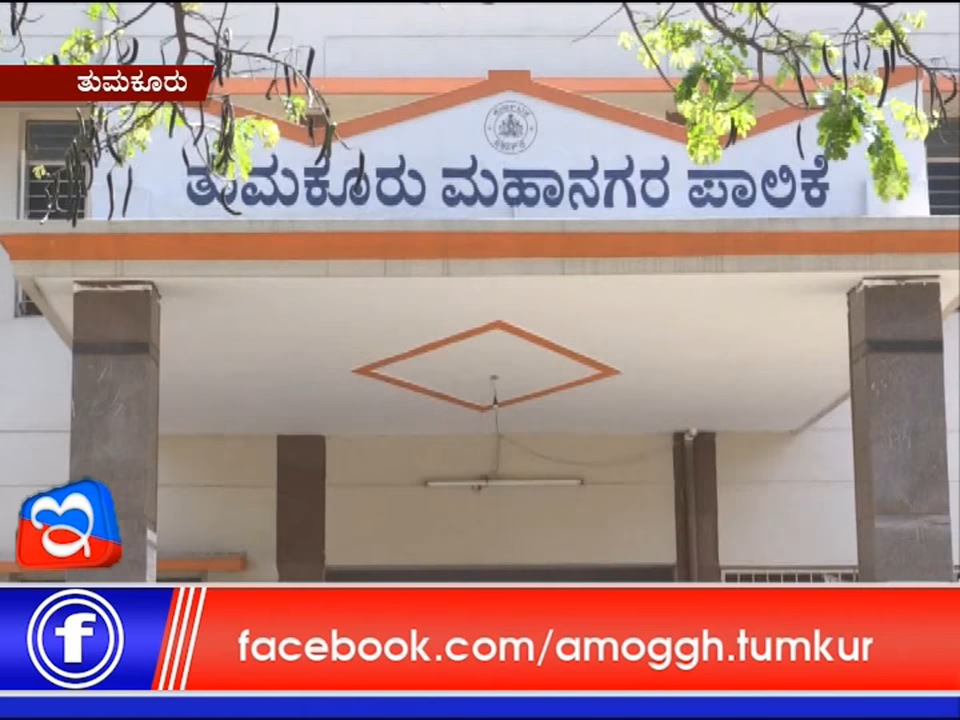 ತುಮಕೂರು
ತುಮಕೂರು ಮಹಾನಗರ ಪಾಲಿಕೆ
ಇ
f
facebook.com/amoggh.tumkur